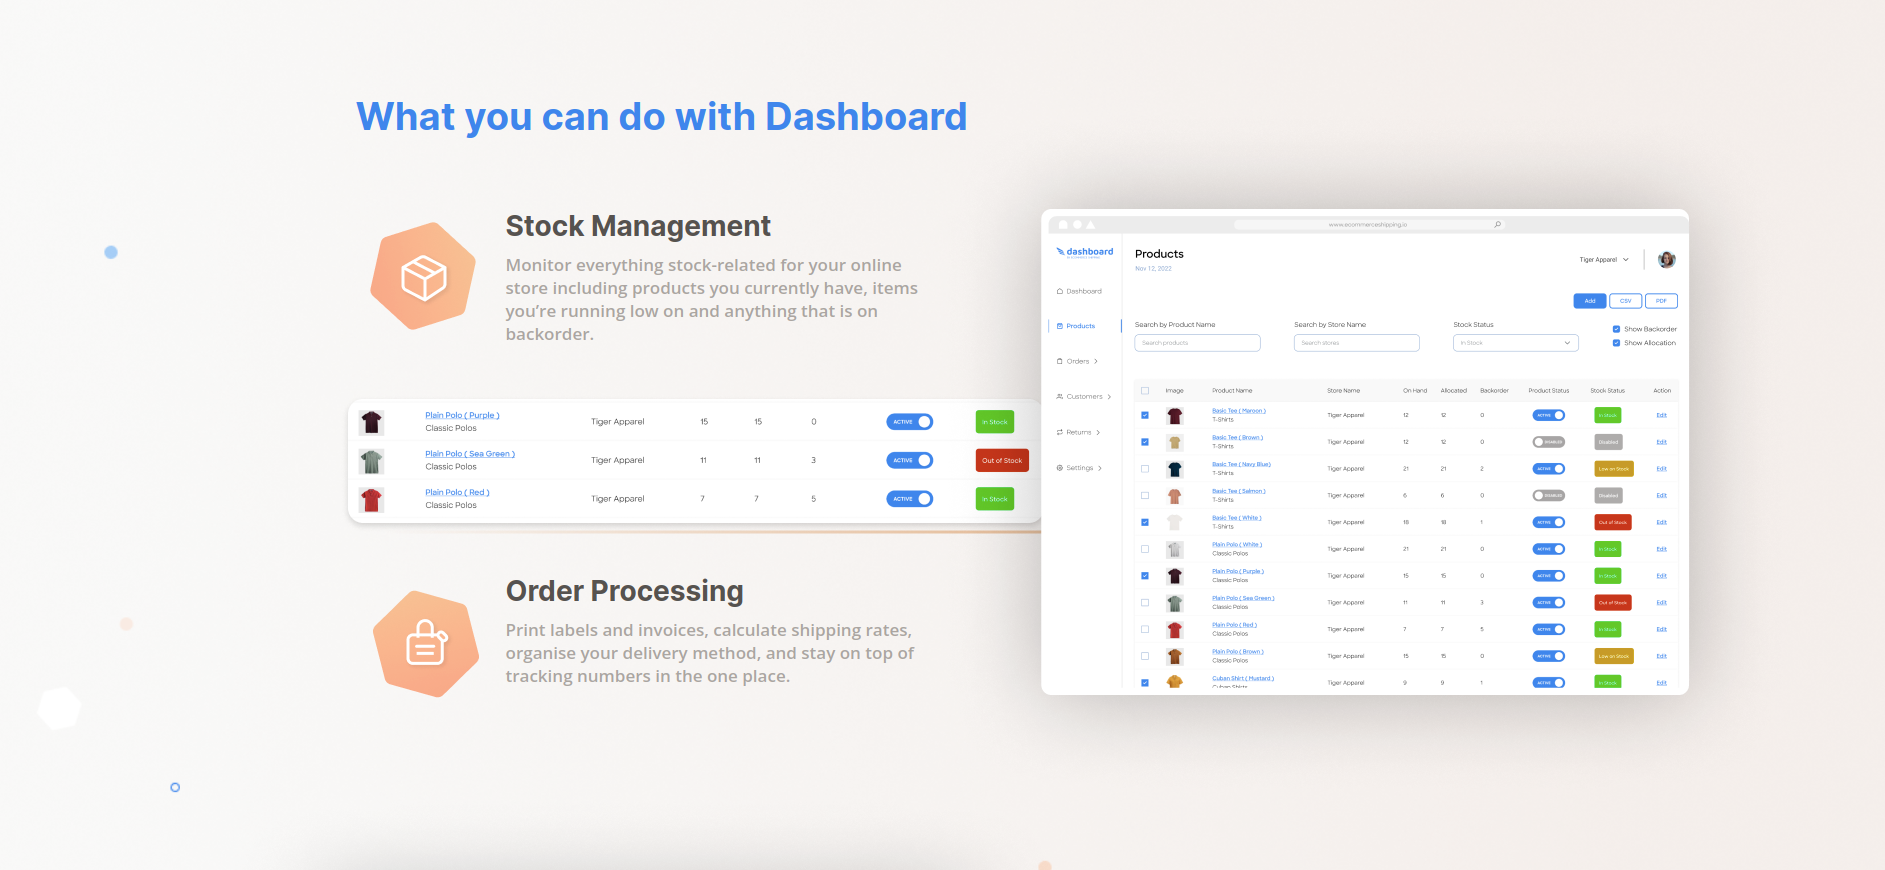 What you can do with Dashboard
Stock Management
Monitor everything stock-related for your online
store including products you currently have, items
you're running low on and anything that is on
backorder.
Plain Polo ( Purple )
Classic Polos
Tiger Apparel 15 15 0 ACTIVE In Stock
Plain Polo ( Sea Green )
Classic Polos
Tiger Apparel 11 11 3 ACTIVE Out of Stock
Plain Polo ( Red )
Classic Polos
Tiger Apparel 7 7 5 ACTIVE In Stock
Order Processing
Print labels and invoices, calculate shipping rates,
organise your delivery method, and stay on top of
tracking numbers in the one place.
www.ecommerceshipping.io
dashboard
Dashboard
Products
Orders
Customers
Returns
Settings
Products
Nov 12, 2022
Tiger Apparel
Add CSV PDF
Search by Product Name Search by Store Name Stock Status Show Backorder
Search products Search stores In Stock Show Allocation
Image Product Name Store Name On Hand Allocated Backorder Product Status Stock Status Action
Basic Tee ( Maroon )
T-Shirts
Tiger Apparel 12 12 0 ACTIVE In Stock Edit
Basic Tee ( Brown )
T-Shirts
Tiger Apparel 12 12 0 DISABLED Disabled Edit
Basic Tee ( Navy Blue)
T-Shirts
Tiger Apparel 21 21 2 ACTIVE Low on Stock Edit
Basic Tee ( Salmon )
T-Shirts
Tiger Apparel 6 6 0 DISABLED Disabled Edit
Basic Tee ( White )
T-Shirts
Tiger Apparel 18 18 1 ACTIVE Out of Stock Edit
Plain Polo ( White )
Classic Polos
Tiger Apparel 21 21 0 ACTIVE In Stock Edit
Plain Polo ( Purple )
Classic Polos
Tiger Apparel 15 15 0 ACTIVE In Stock Edit
Plain Polo ( Sea Green )
Classic Polos
Tiger Apparel 11 11 3 ACTIVE Out of Stock Edit
Plain Polo ( Red )
Classic Polos
Tiger Apparel 7 7 5 ACTIVE In Stock Edit
Plain Polo ( Brown )
Classic Polos
Tiger Apparel 15 15 0 ACTIVE Low on Stock Edit
Cuban Shirt ( Mustard )
Cuban Shirts
Tiger Apparel 9 9 1 ACTIVE In Stock Edit